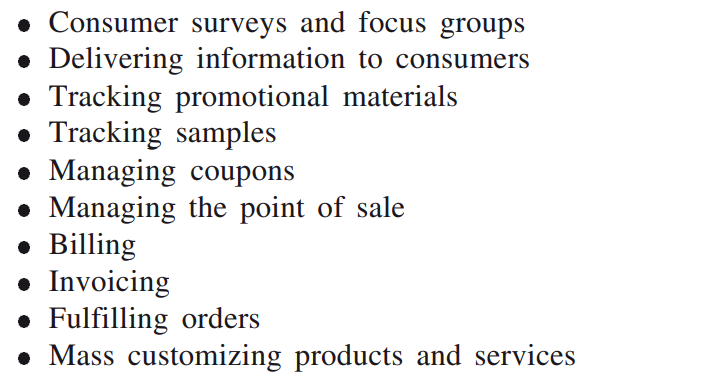 • Consumer surveys and focus groups
• Delivering information to consumers
• Tracking promotional materials
• Tracking samples
• Managing coupons
• Managing the point of sale
• Billing
• Invoicing
• Fulfilling orders
• Mass customizing products and services